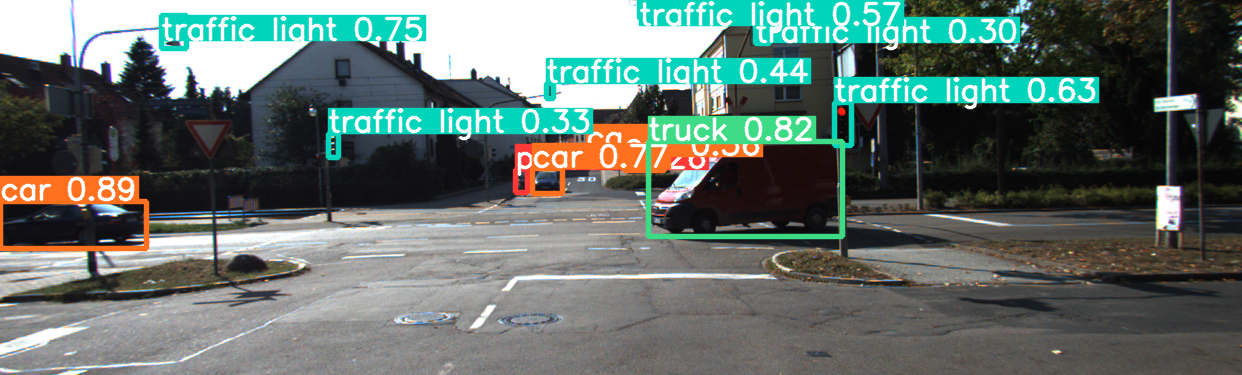 traffic light 0.57
traffic light 0.75
traffic light 0.30
traffic light 0.44
traffic light 0.63
traffic light 0.33
truck 0.82
car 0.77
car 0.89